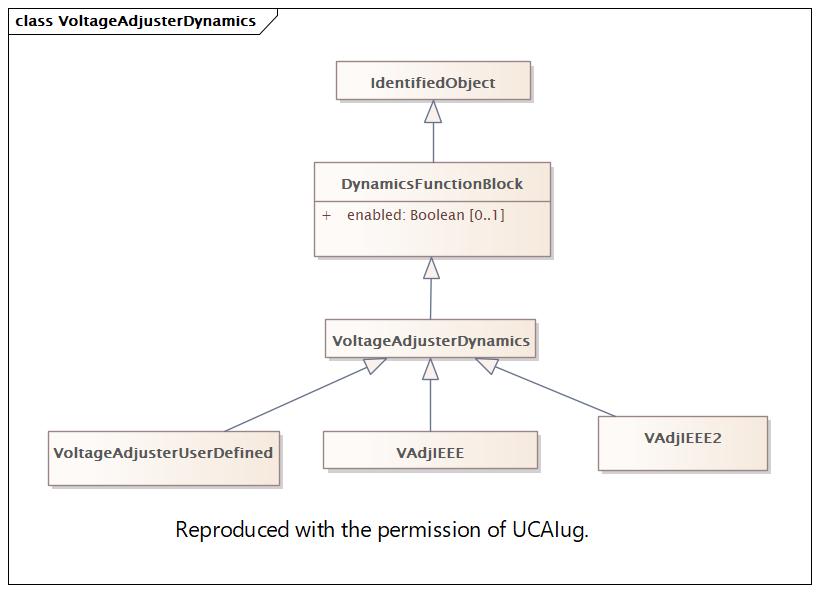 class VoltageAdjusterDynamics
IdentifiedObject
DynamicsFunctionBlock
+ enabled: Boolean [0..1]
VoltageAdjusterDynamics
VoltageAdjusterUserDefined
VAdjIEEE
VAdjIEEE2
Reproduced with the permission of UCAIug.